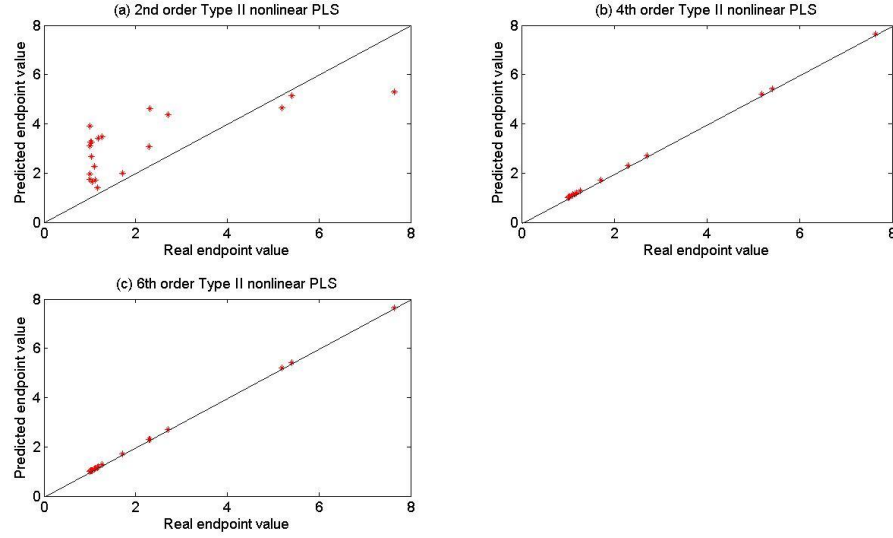 (a) 2nd order Type II nonlinear PLS
8
6
4
2
0
Predicted endpoint value
0 2 4 6 8
Real endpoint value
(b) 4th order Type II nonlinear PLS
8
6
4
2
0
Predicted endpoint value
0 2 4 6 8
Real endpoint value
(c) 6th order Type II nonlinear PLS
8
6
4
2
0
Predicted endpoint value
0 2 4 6 8
Real endpoint value